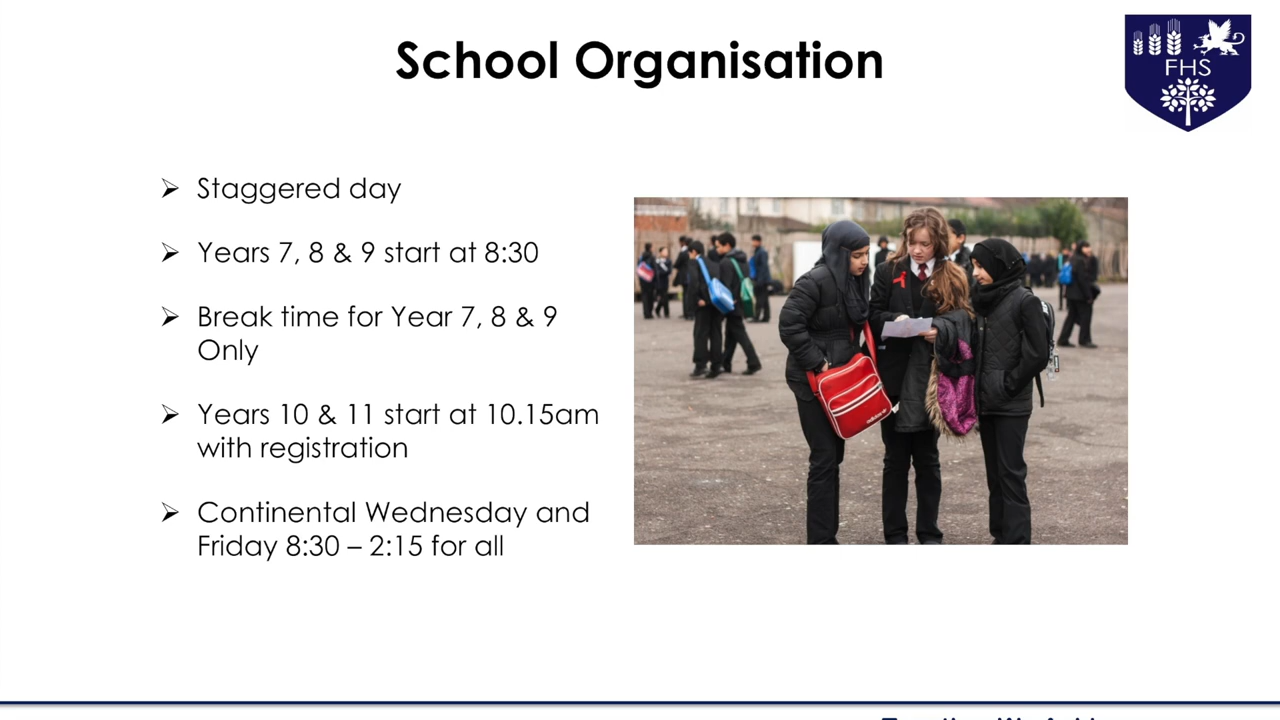 School Organisation
FHS
Staggered day
Years 7, 8 & 9 start at 8:30
Break time for Year 7, 8 & 9
Only
Years 10 & 11 start at 10.15am
with registration
Continental Wednesday and
Friday 8:30 – 2:15 for all